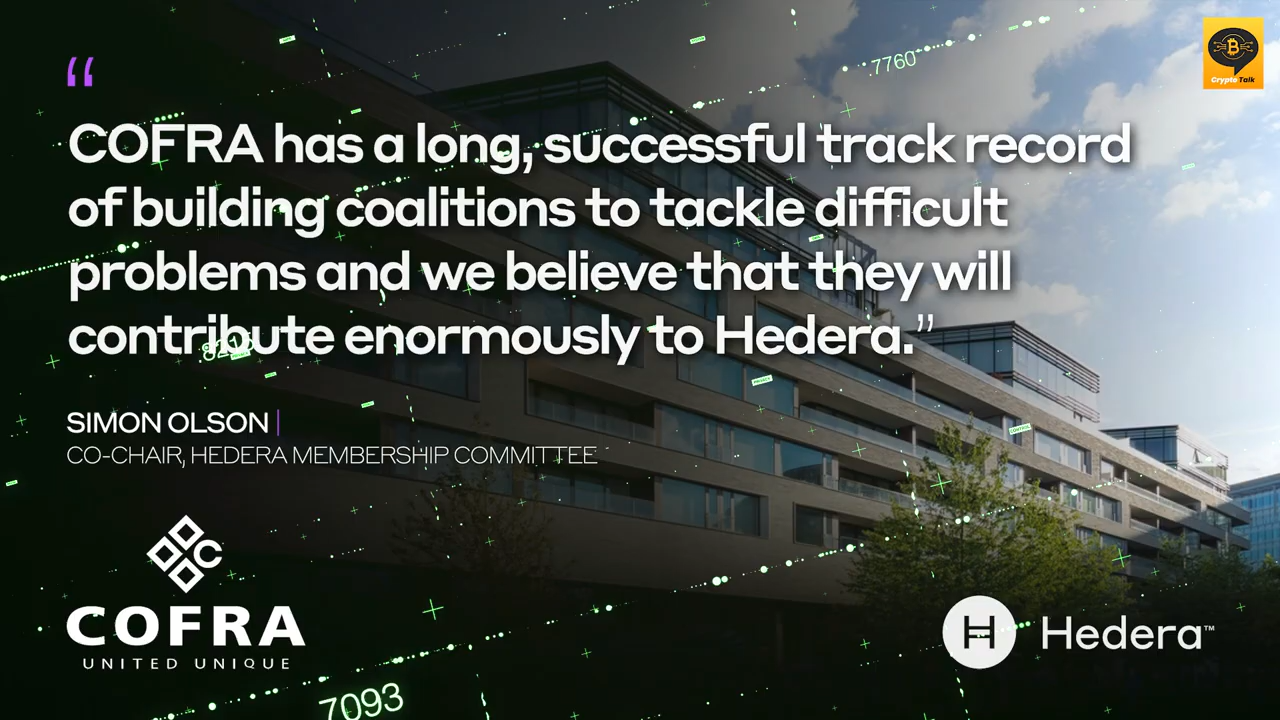 “
COFRA has a long, successful track record
of building coalitions to tackle difficult
problems and we believe that they will
contribute enormously to Hedera.”
SIMON OLSON |
CO-CHAIR, HEDERA MEMBERSHIP COMMITTEE
C
COFRA
UNITED UNIQUE
H Hedera™
7760
7093
Crypto Talk
PRIVACY
CONTROL